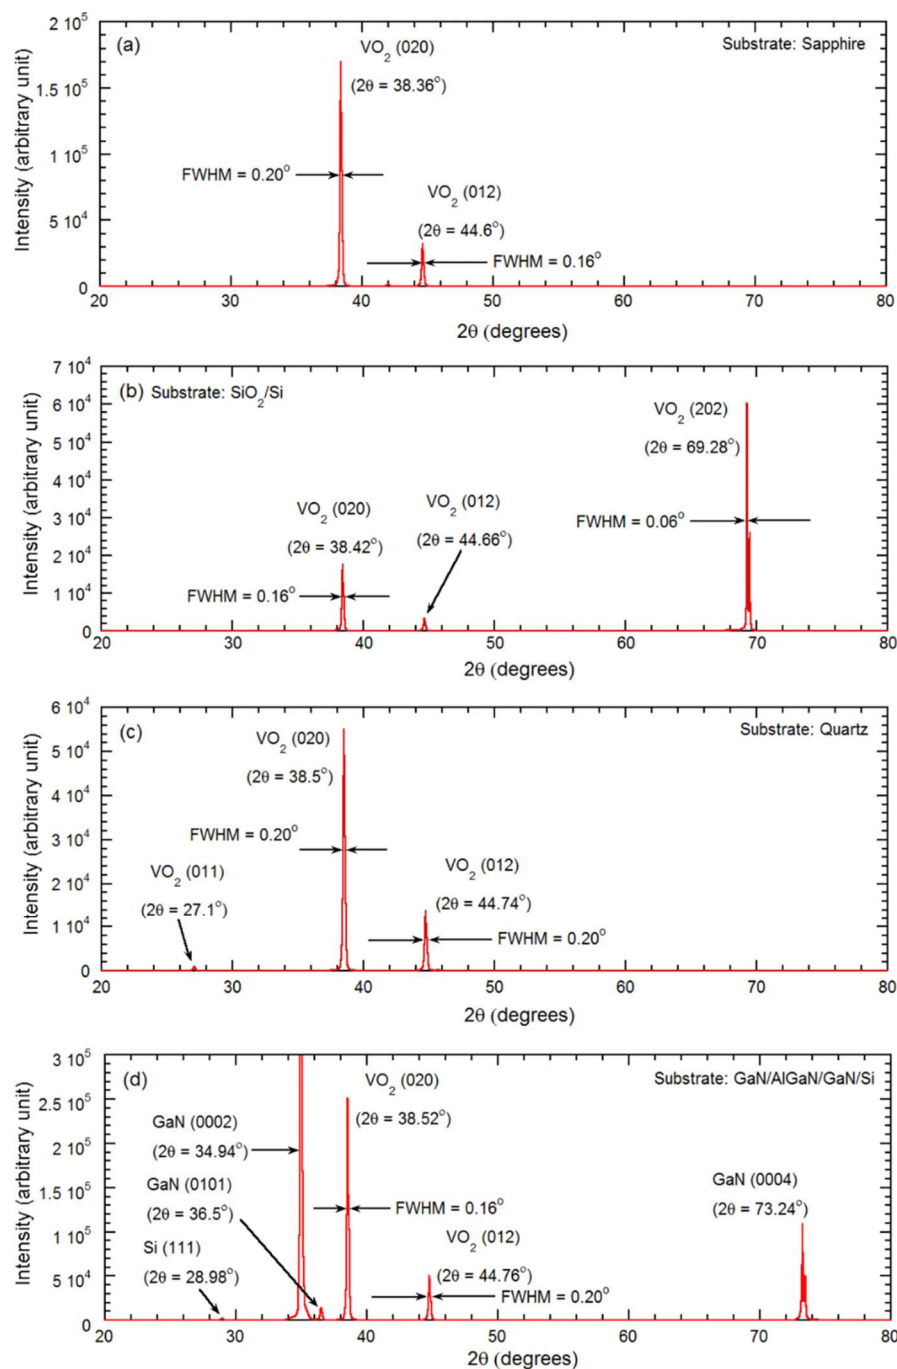 2 10⁵
(a)
VO₂ (020)
Substrate: Sapphire
(2θ = 38.36°)
1.5 10⁵
1 10⁵
FWHM = 0.20°
VO₂ (012)
(2θ = 44.6°)
5 10⁴
FWHM = 0.16°
0
20 30 40 50 60 70 80
2θ (degrees)
Intensity (arbitrary unit)
7 10⁴
(b) Substrate: SiO₂/Si
6 10⁴
VO₂ (202)
(2θ = 69.28°)
5 10⁴
4 10⁴
VO₂ (020)
VO₂ (012)
3 10⁴
(2θ = 38.42°)
(2θ = 44.66°)
FWHM = 0.06°
2 10⁴
1 10⁴
FWHM = 0.16°
0
20 30 40 50 60 70 80
2θ (degrees)
Intensity (arbitrary unit)
6 10⁴
(c)
VO₂ (020)
Substrate: Quartz
5 10⁴
(2θ = 38.5°)
4 10⁴
3 10⁴
FWHM = 0.20°
VO₂ (011)
VO₂ (012)
2 10⁴
(2θ = 27.1°)
(2θ = 44.74°)
1 10⁴
FWHM = 0.20°
0
20 30 40 50 60 70 80
2θ (degrees)
Intensity (arbitrary unit)
3 10⁵
(d)
VO₂ (020)
Substrate: GaN/AlGaN/GaN/Si
2.5 10⁵
GaN (0002)
(2θ = 38.52°)
(2θ = 34.94°)
2 10⁵
GaN (0101)
GaN (0004)
1.5 10⁵
(2θ = 36.5°)
FWHM = 0.16°
(2θ = 73.24°)
1 10⁵
Si (111)
VO₂ (012)
(2θ = 28.98°)
(2θ = 44.76°)
5 10⁴
FWHM = 0.20°
0
20 30 40 50 60 70 80
2θ (degrees)
Intensity (arbitrary unit)